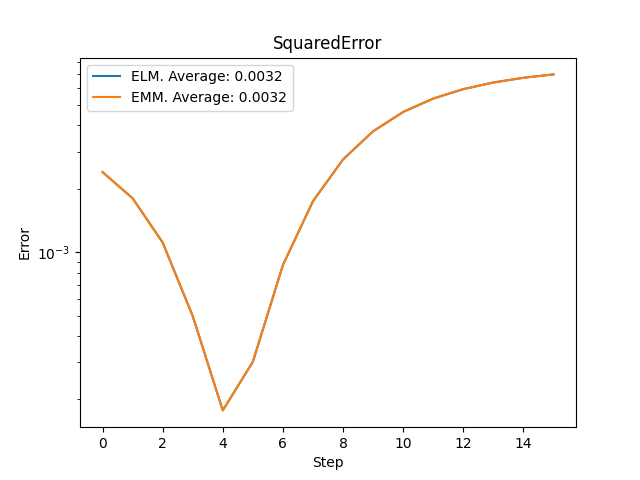 SquaredError
ELM. Average: 0.0032
EMM. Average: 0.0032
Error
10⁻³
0 2 4 6 8 10 12 14
Step